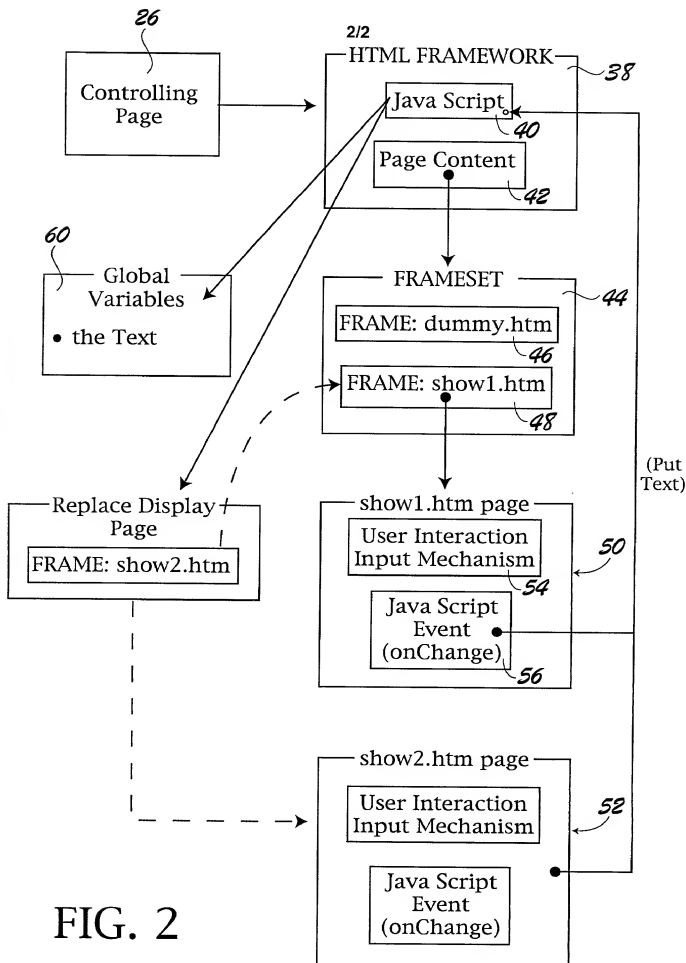 2/2
26
Controlling
Page
HTML FRAMEWORK
38
Java Script
40
Page Content
42
60
Global
Variables
• the Text
FRAMESET
44
FRAME: dummy.htm
46
FRAME: show1.htm
48
(Put
Text)
Replace Display
Page
FRAME: show2.htm
show1.htm page
50
User Interaction
Input Mechanism
54
Java Script
Event
(onChange)
56
show2.htm page
52
User Interaction
Input Mechanism
Java Script
Event
(onChange)
FIG. 2